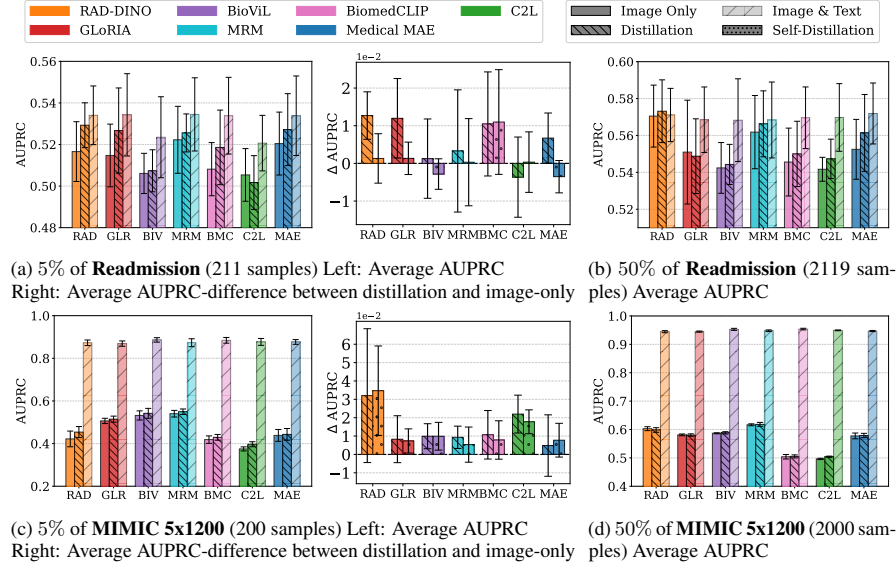 RAD-DINO BioViL BiomedCLIP C2L
GLoRIA MRM Medical MAE
Image Only Image & Text
Distillation Self-Distillation
0.56
0.54
0.52
0.50
0.48
AUPRC
RAD GLR BIV MRM BMC C2L MAE
1e−2
2
1
0
−1
Δ AUPRC
RAD GLR BIV MRM BMC C2L MAE
0.60
0.58
0.56
0.54
0.52
AUPRC
RAD GLR BIV MRM BMC C2L MAE
(a) 5% of Readmission (211 samples) Left: Average AUPRC
Right: Average AUPRC-difference between distillation and image-only
(b) 50% of Readmission (2119 sam-
ples) Average AUPRC
1.0
0.8
0.6
0.4
0.2
AUPRC
RAD GLR BIV MRM BMC C2L MAE
1e−2
6
4
3
2
1
0
−1
Δ AUPRC
RAD GLR BIV MRM BMC C2L MAE
1.0
0.9
0.8
0.7
0.6
0.5
0.4
AUPRC
RAD GLR BIV MRM BMC C2L MAE
(c) 5% of MIMIC 5x1200 (200 samples) Left: Average AUPRC
Right: Average AUPRC-difference between distillation and image-only
(d) 50% of MIMIC 5x1200 (2000 sam-
ples) Average AUPRC